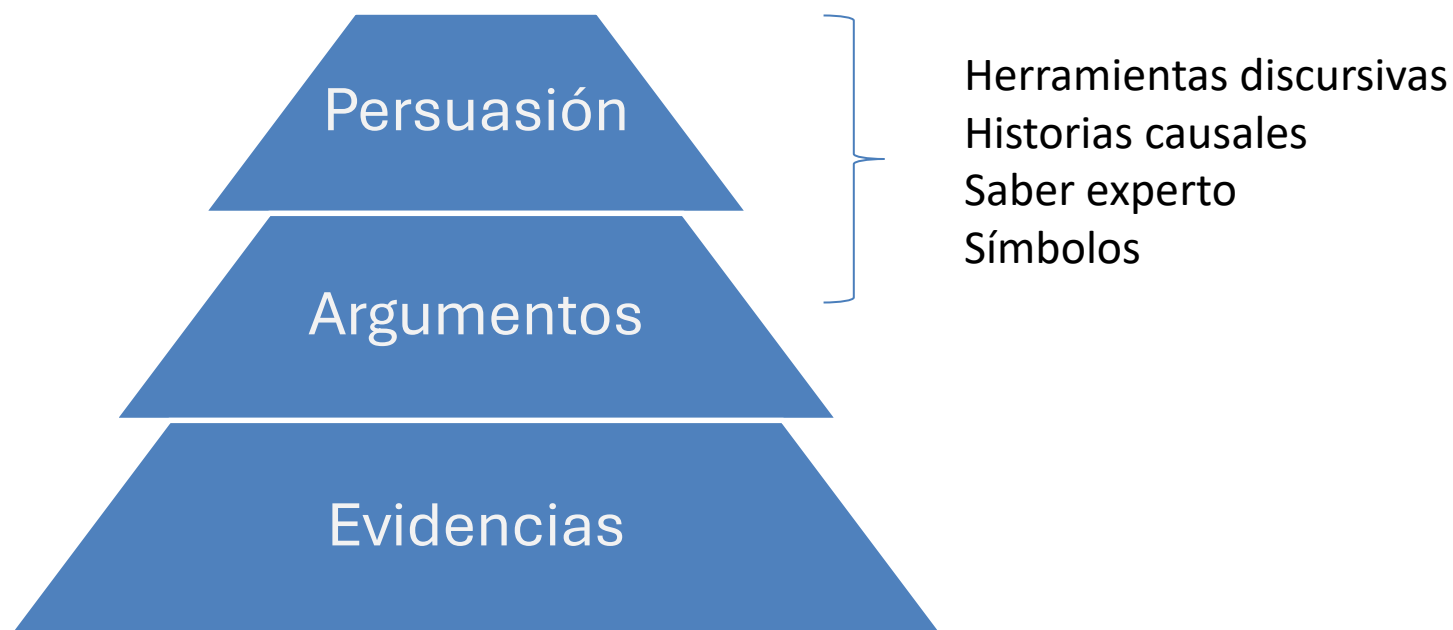 Persuasión
Argumentos
Evidencias
Herramientas discursivas
Historias causales
Saber experto
Símbolos